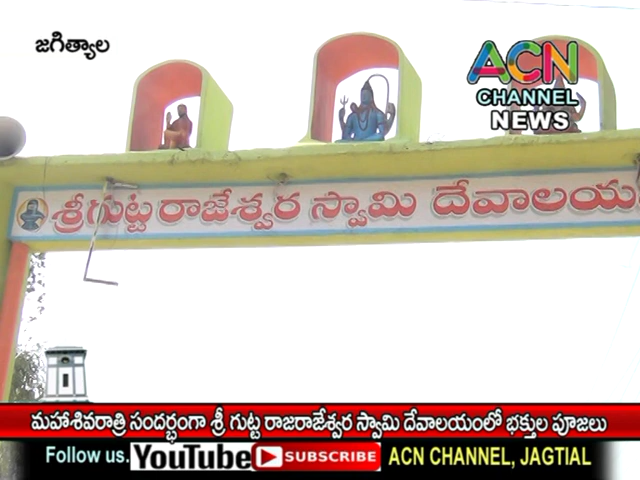 జగిత్యాల
ACN
CHANNEL
NEWS
శ్రీ గుట్ట రాజేశ్వర స్వామి దేవాలయ
మహాశివరాత్రి సందర్భంగా శ్రీ గుట్ట రాజరాజేశ్వర స్వామి దేవాలయంలో భక్తుల పూజలు
Follow us. YouTube SUBSCRIBE ACN CHANNEL, JAGTIAL